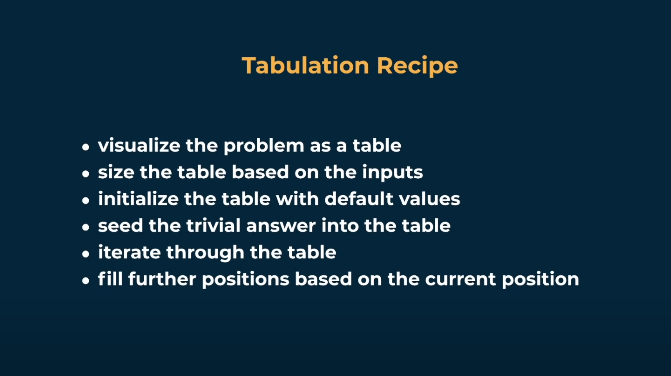 Tabulation Recipe
• visualize the problem as a table
• size the table based on the inputs
• initialize the table with default values
• seed the trivial answer into the table
• iterate through the table
• fill further positions based on the current position